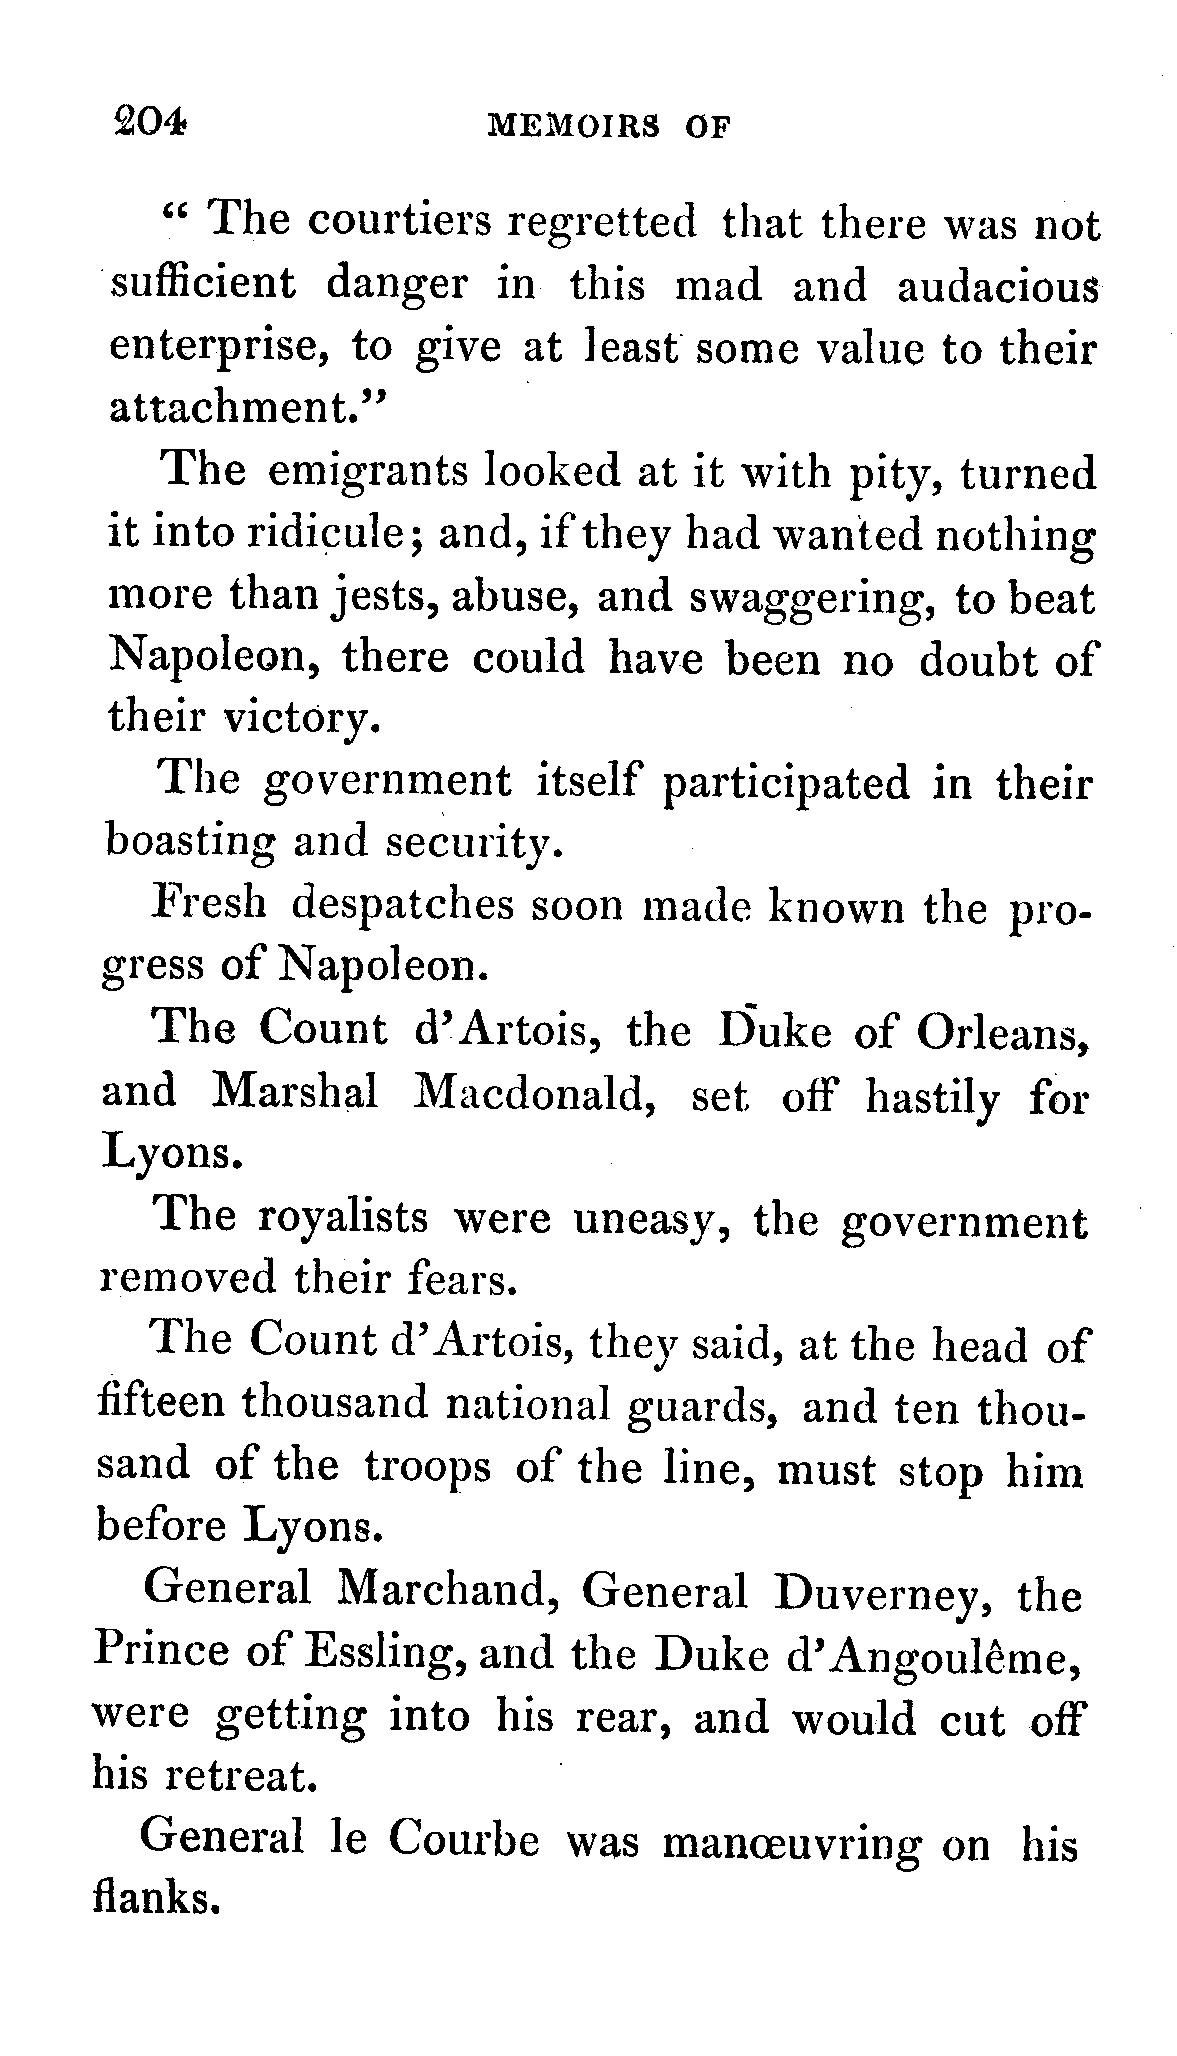 204 MEMOIRS OF
“ The courtiers regretted that there was not
sufficient danger in this mad and audacious
enterprise, to give at least some value to their
attachment.”
The emigrants looked at it with pity, turned
it into ridicule; and, if they had wanted nothing
more than jests, abuse, and swaggering, to beat
Napoleon, there could have been no doubt of
their victory.
The government itself participated in their
boasting and security.
Fresh despatches soon made known the pro-
gress of Napoleon.
The Count d’Artois, the Duke of Orleans,
and Marshal Macdonald, set off hastily for
Lyons.
The royalists were uneasy, the government
removed their fears.
The Count d’Artois, they said, at the head of
fifteen thousand national guards, and ten thou-
sand of the troops of the line, must stop him
before Lyons.
General Marchand, General Duverney, the
Prince of Essling, and the Duke d’Angoulême,
were getting into his rear, and would cut off
his retreat.
General le Courbe was manœuvring on his
flanks.